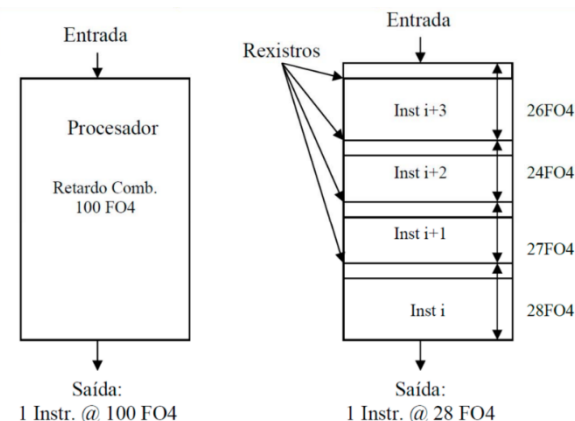 Entrada
Procesador
Retardo Comb.
100 FO4
Saída:
1 Instr. @ 100 FO4
Entrada
Rexistros
Inst i+3
26FO4
Inst i+2
24FO4
Inst i+1
27FO4
Inst i
28FO4
Saída:
1 Instr. @ 28 FO4